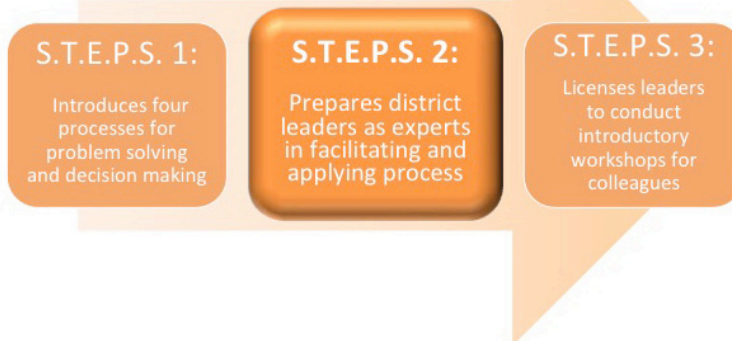 S.T.E.P.S. 1:
Introduces four
processes for
problem solving
and decision making
S.T.E.P.S. 2:
Prepares district
leaders as experts
in facilitating and
applying process
S.T.E.P.S. 3:
Licenses leaders
to conduct
introductory
workshops for
colleagues